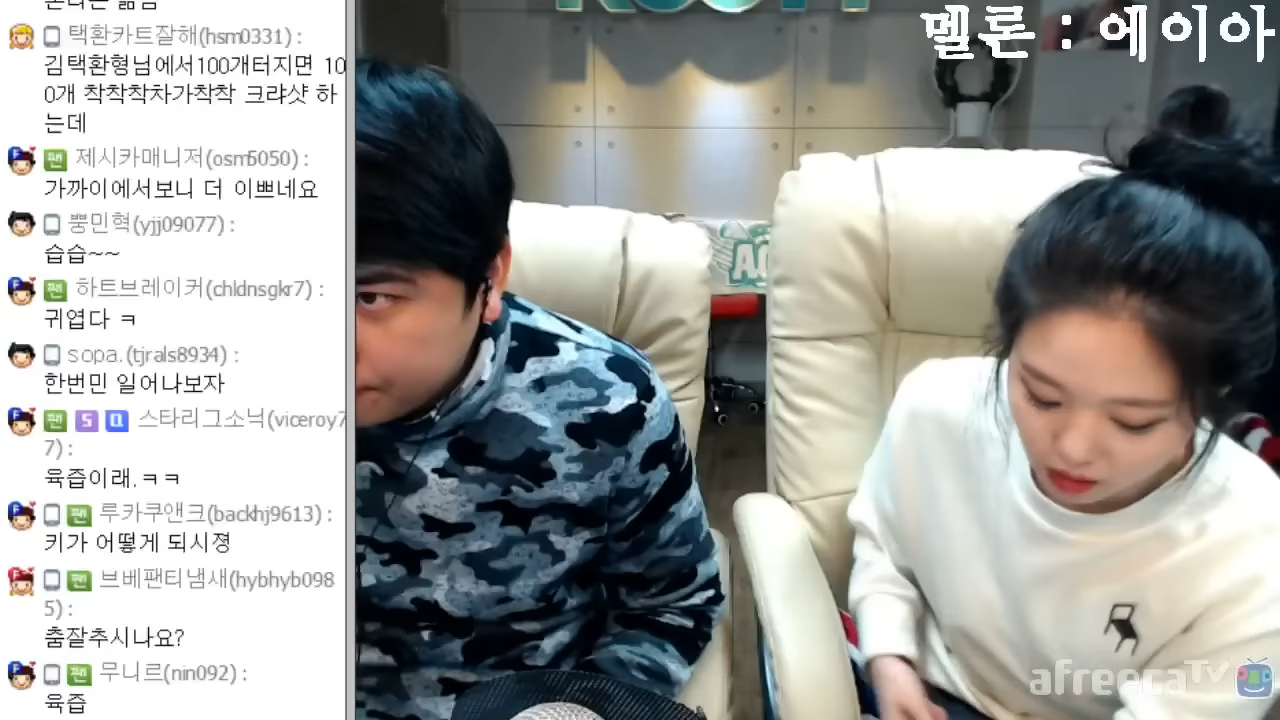 택환카트잘해(hsm0331) :
김택환형님에서100개터지면 10
0개 착착착차가착착 크랴샷 하
는데
팬 제시카매니저(osm5050) :
가까이에서보니 더 이쁘네요
뿡민혁(yjj09077) :
습습~~
팬 하트브레이커(chldnsgkr7) :
귀엽다 ㅋ
sopa.(tjrals8934) :
한번민 일어나보자
팬 S Q 스타리그소닉(viceroy7
7) :
육즙이래.ㅋㅋ
팬 루카쿠앤크(backhj9613) :
키가 어떻게 되시졍
팬 브베팬티냄새(hybhyb098
5) :
춤잘추시나요?
팬 무니르(nin092) :
육즙
멜론 : 에이아
afreecaTV